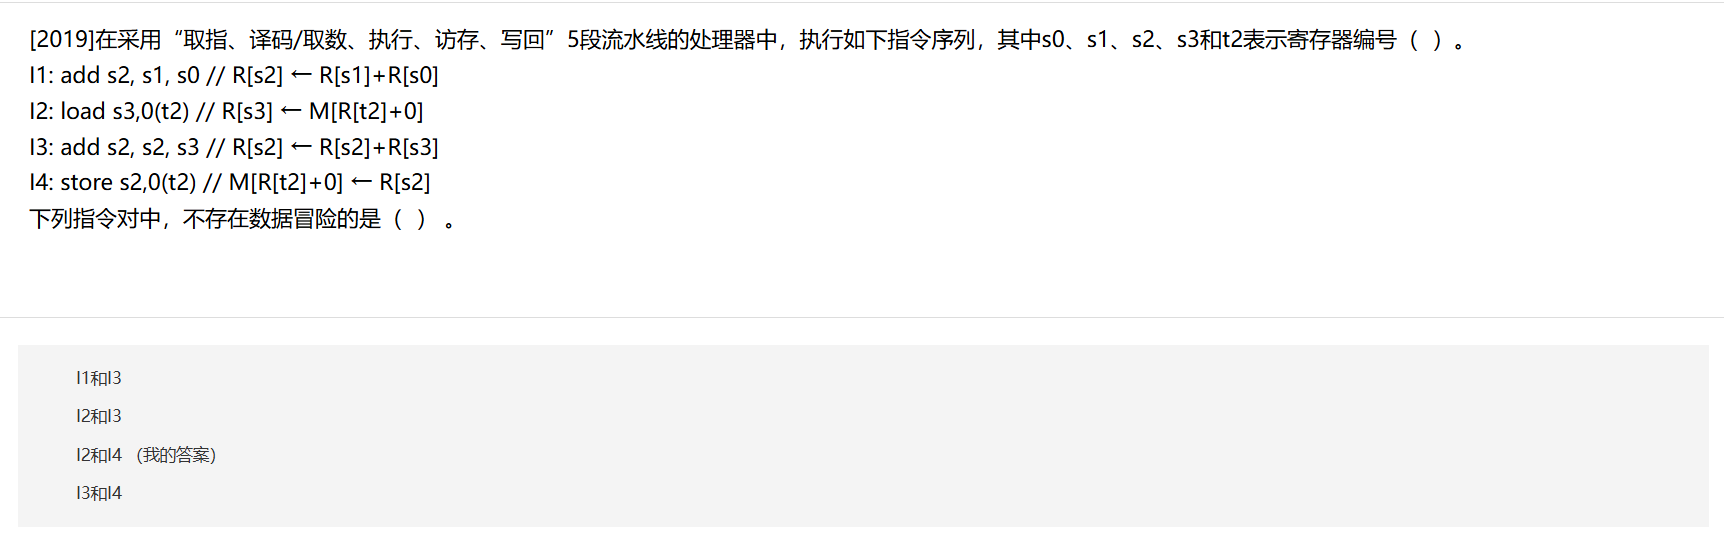 [2019]在采用“取指、译码/取数、执行、访存、写回”5段流水线的处理器中，执行如下指令序列，其中s0、s1、s2、s3和t2表示寄存器编号（  ）。
I1: add s2, s1, s0 // R[s2] ← R[s1]+R[s0]
I2: load s3,0(t2) // R[s3] ← M[R[t2]+0]
I3: add s2, s2, s3 // R[s2] ← R[s2]+R[s3]
I4: store s2,0(t2) // M[R[t2]+0] ← R[s2]
下列指令对中，不存在数据冒险的是（  ） 。
I1和I3
I2和I3
I2和I4 （我的答案）
I3和I4